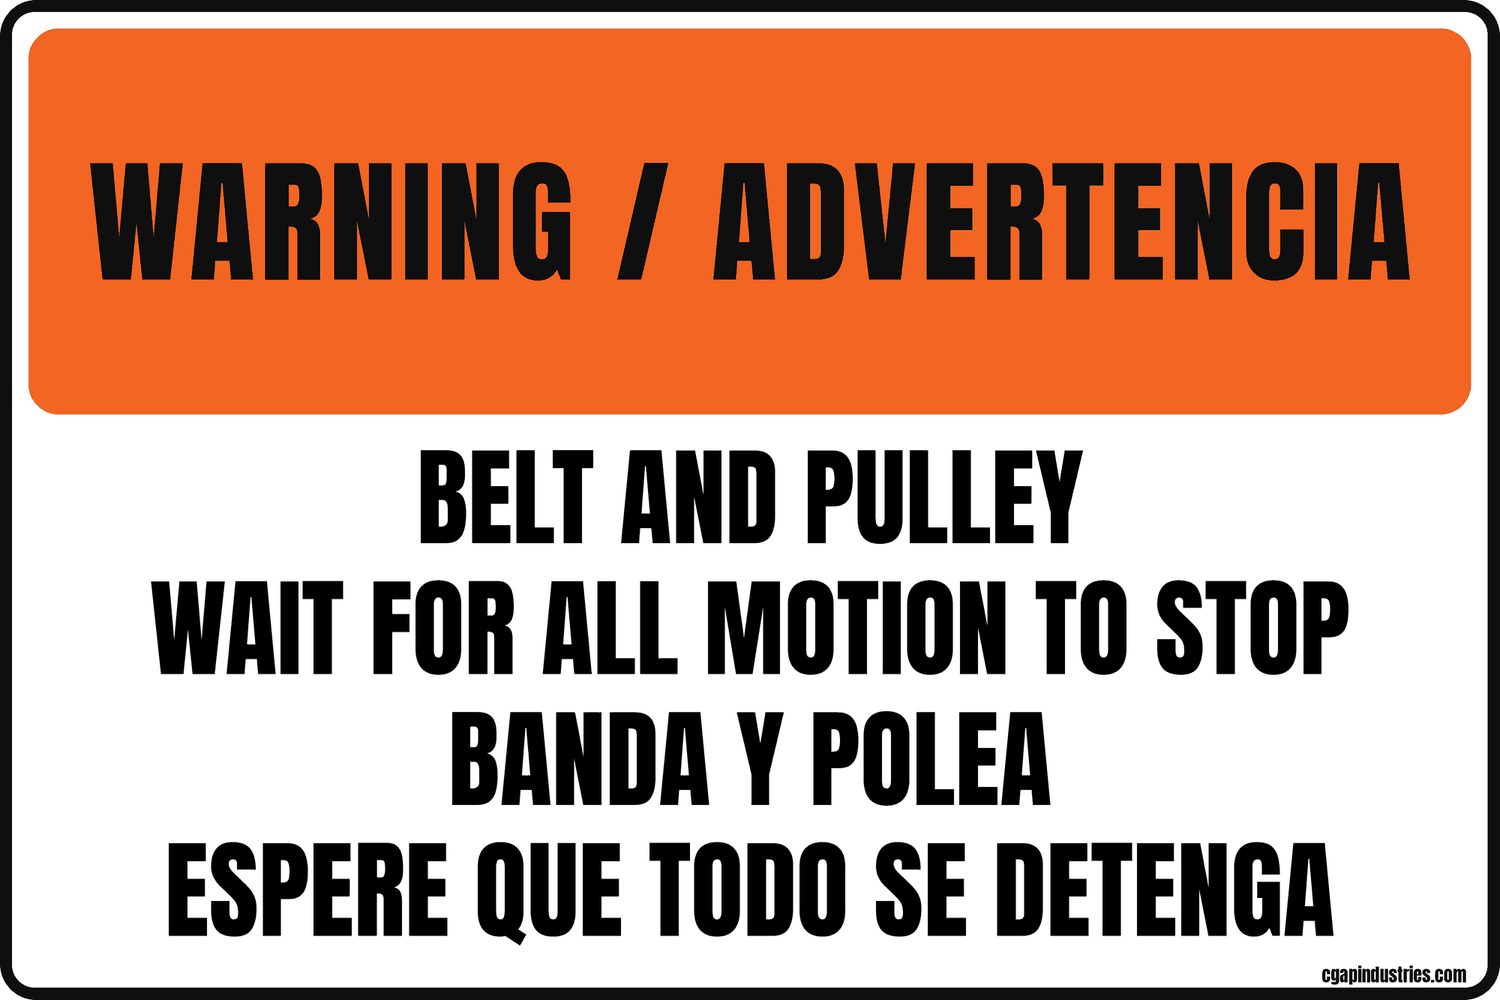 WARNING / ADVERTENCIA
BELT AND PULLEY
WAIT FOR ALL MOTION TO STOP
BANDA Y POLEA
ESPERE QUE TODO SE DETENGA
cgapindustries.com